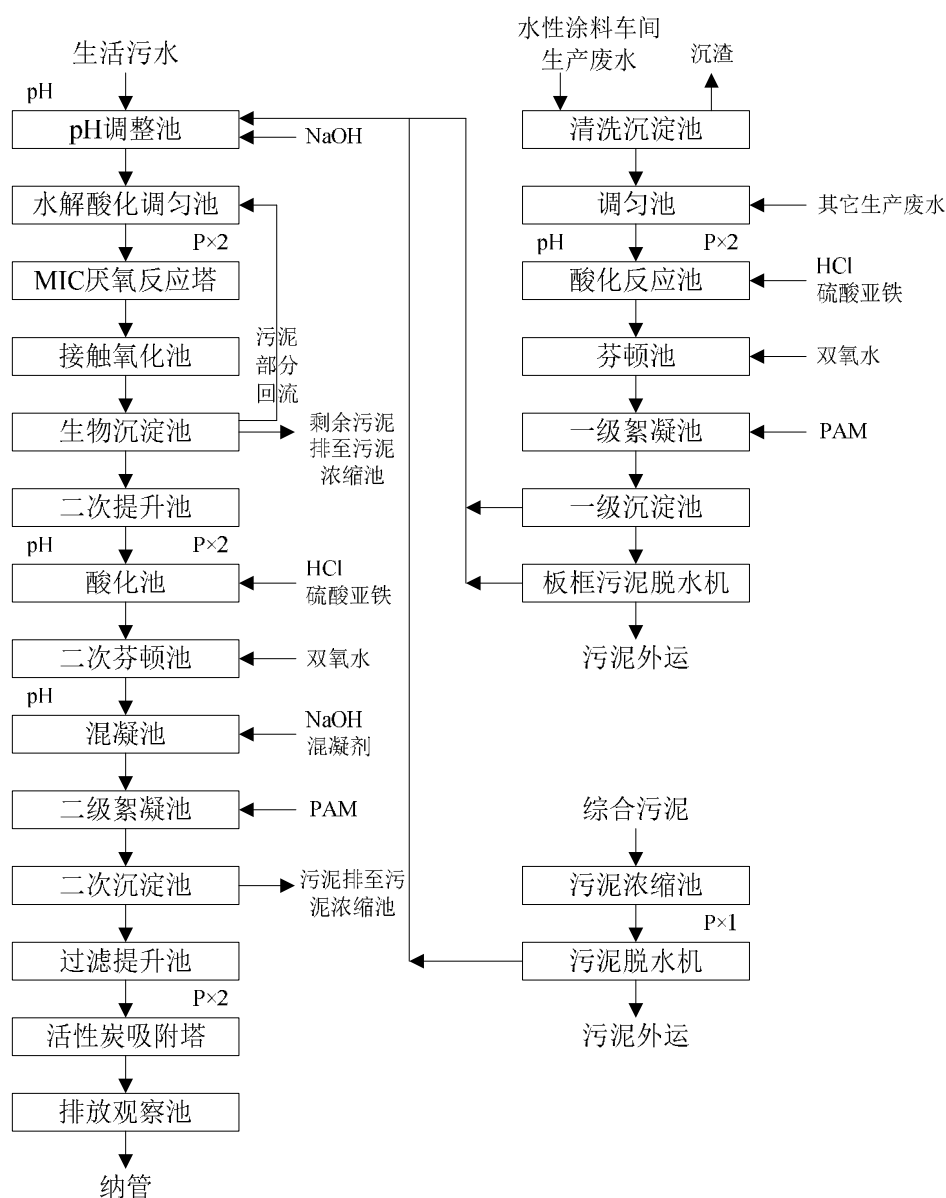 生活污水
pH
pH调整池
NaOH
水解酸化调匀池
P×2
MIC厌氧反应塔
接触氧化池
污泥
部分
回流
生物沉淀池
剩余污泥
排至污泥
浓缩池
二次提升池
pH
P×2
酸化池
HCl
硫酸亚铁
二次芬顿池
双氧水
pH
混凝池
NaOH
混凝剂
二级絮凝池
PAM
二次沉淀池
污泥排至污
泥浓缩池
过滤提升池
P×2
活性炭吸附塔
排放观察池
纳管
水性涂料车间
生产废水
沉渣
清洗沉淀池
调匀池
其它生产废水
pH
P×2
酸化反应池
HCl
硫酸亚铁
芬顿池
双氧水
一级絮凝池
PAM
一级沉淀池
板框污泥脱水机
污泥外运
综合污泥
污泥浓缩池
P×1
污泥脱水机
污泥外运